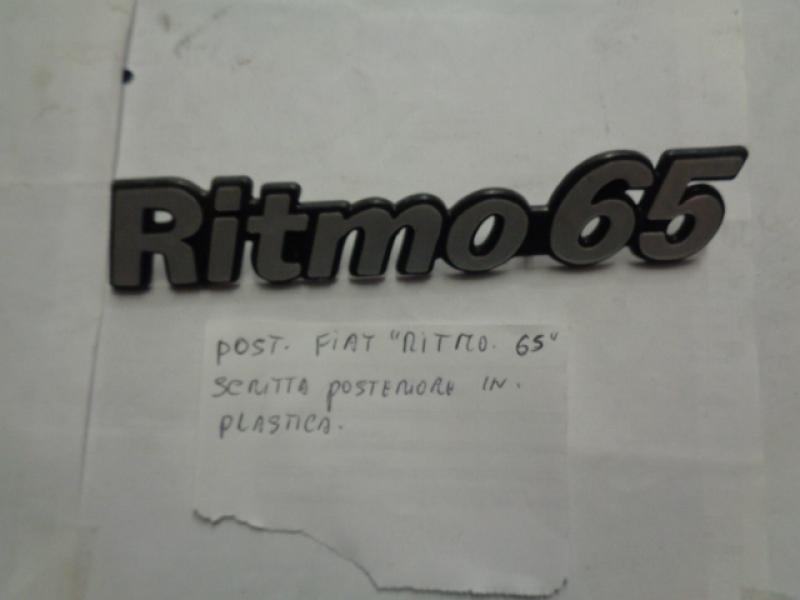 Ritmo 65
POST. FiAT "RiTMO. 65"
SCRITTA POSTERIORE IN.
PLASTICA.